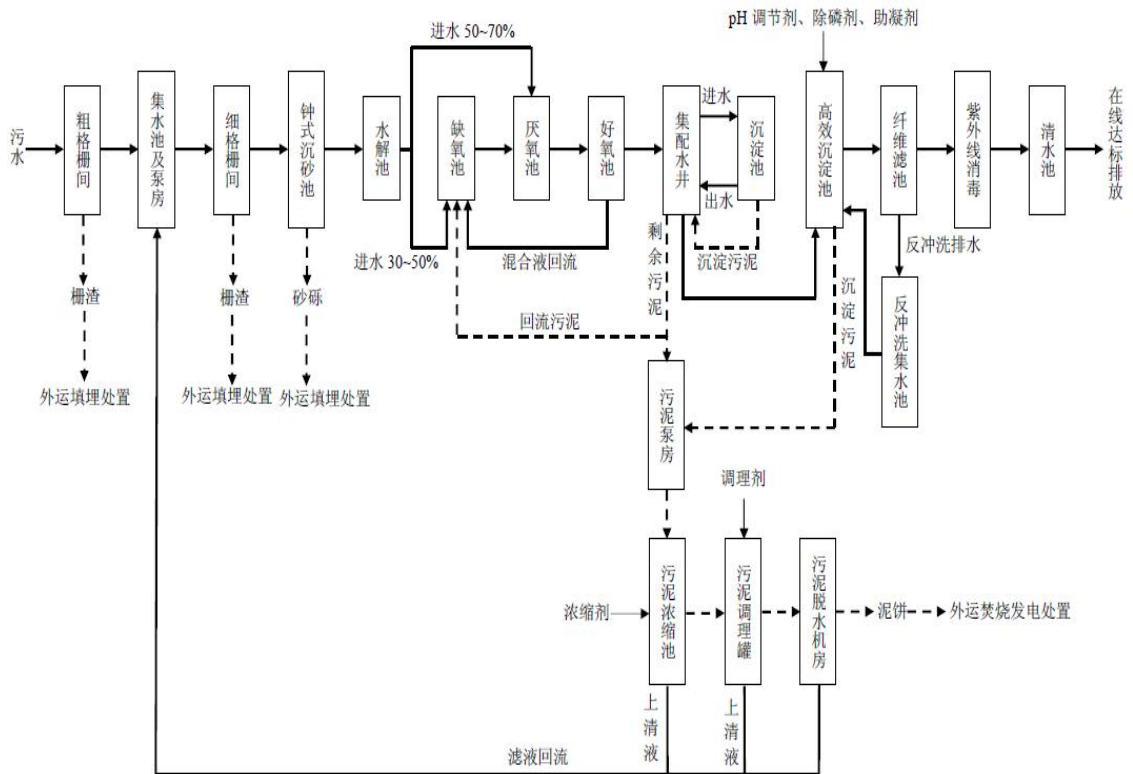 pH 调节剂、除磷剂、助凝剂
进水 50~70%
污水
粗格栅间
集水池及泵房
细格栅间
钟式沉砂池
水解池
缺氧池
厌氧池
好氧池
集配水井
进水
出水
沉淀池
高效沉淀池
纤维滤池
紫外线消毒
清水池
在线达标排放
进水 30~50%
混合液回流
剩余污泥
沉淀污泥
沉淀污泥
反冲洗排水
反冲洗集水池
栅渣
栅渣
砂砾
回流污泥
外运填埋处置
外运填埋处置
外运填埋处置
污泥泵房
调理剂
浓缩剂
污泥浓缩池
污泥调理罐
污泥脱水机房
泥饼
外运焚烧发电处置
上清液
上清液
滤液回流